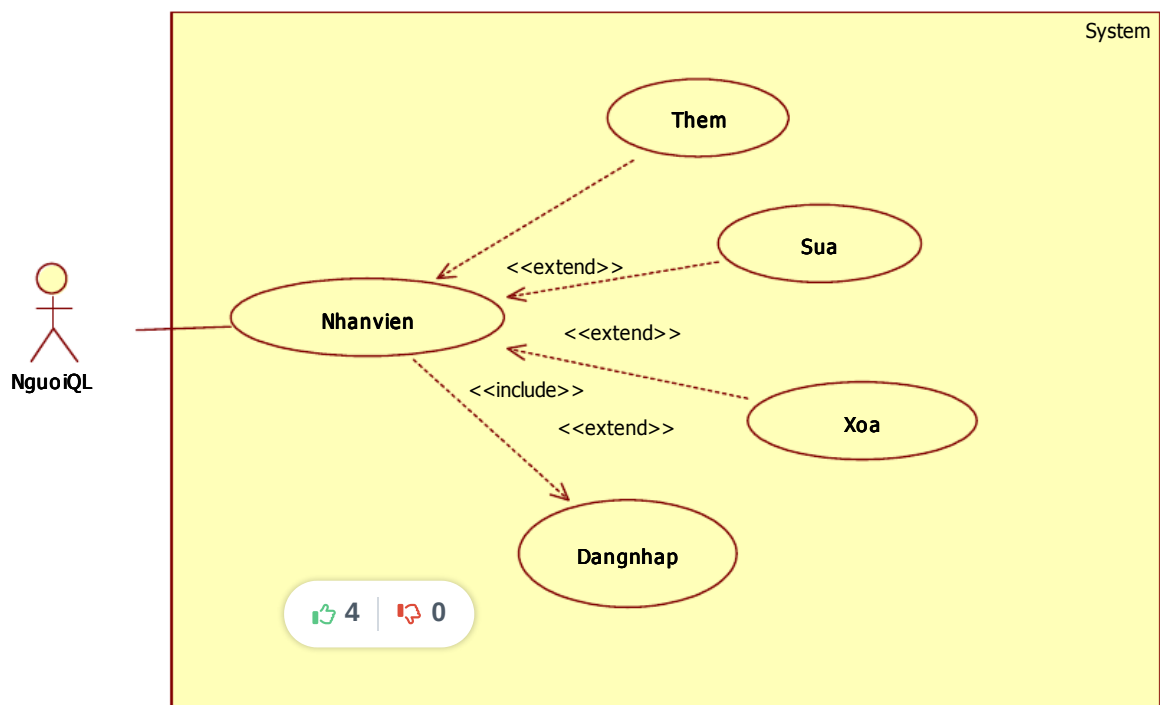 System
Them
Sua
<<extend>>
Nhanvien
<<extend>>
NguoiQL
<<include>>
Xoa
<<extend>>
Dangnhap
4
0